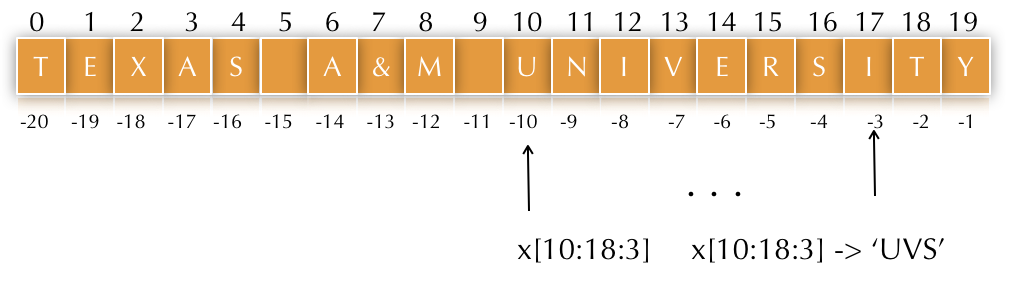 0 1 2 3 4 5 6 7 8 9 10 11 12 13 14 15 16 17 18 19
T E X A S A & M U N I V E R S I T Y
-20 -19 -18 -17 -16 -15 -14 -13 -12 -11 -10 -9 -8 -7 -6 -5 -4 -3 -2 -1
. . .
x[10:18:3] x[10:18:3] -> ‘UVS’